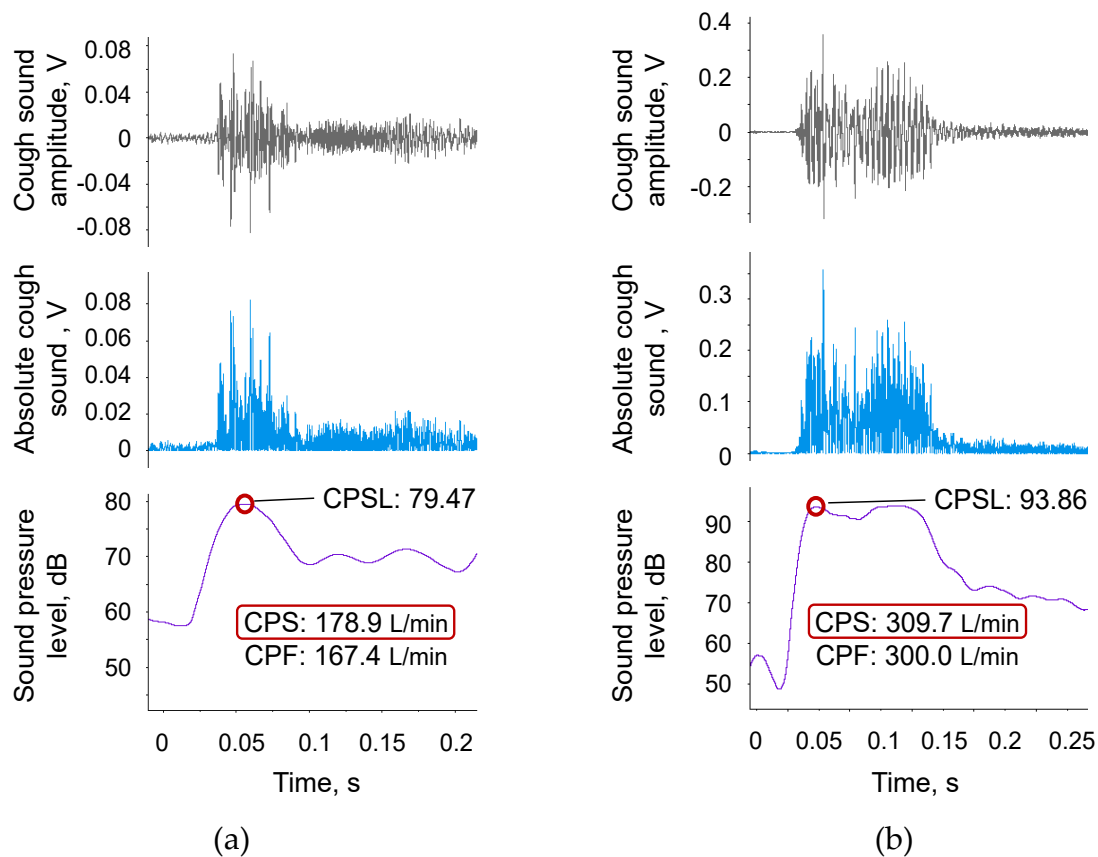 Cough sound
amplitude, V
0.08
0.04
0
-0.04
-0.08
Absolute cough
sound , V
0.08
0.06
0.04
0.02
0
Sound pressure
level, dB
80
70
60
50
CPSL: 79.47
CPS: 178.9 L/min
CPF: 167.4 L/min
0 0.05 0.1 0.15 0.2
Time, s
(a)
Cough sound
amplitude, V
0.4
0.2
0
-0.2
Absolute cough
sound , V
0.3
0.2
0.1
0
Sound pressure
level, dB
90
80
70
60
50
CPSL: 93.86
CPS: 309.7 L/min
CPF: 300.0 L/min
0 0.05 0.1 0.15 0.2 0.25
Time, s
(b)